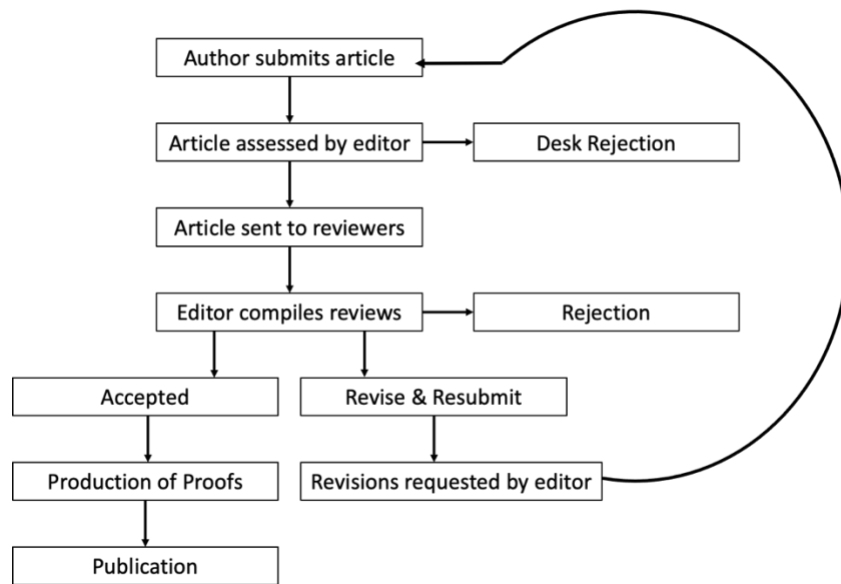 Author submits article
Article assessed by editor
Desk Rejection
Article sent to reviewers
Editor compiles reviews
Rejection
Accepted
Revise & Resubmit
Production of Proofs
Revisions requested by editor
Publication